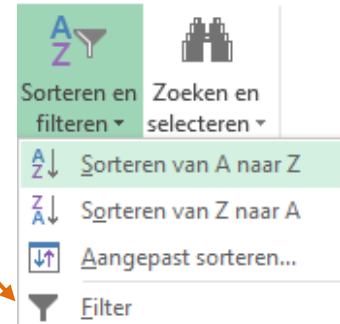 Sorteren en
filteren
Zoeken en
selecteren
Sorteren van A naar Z
Sorteren van Z naar A
Aangepast sorteren...
Filter